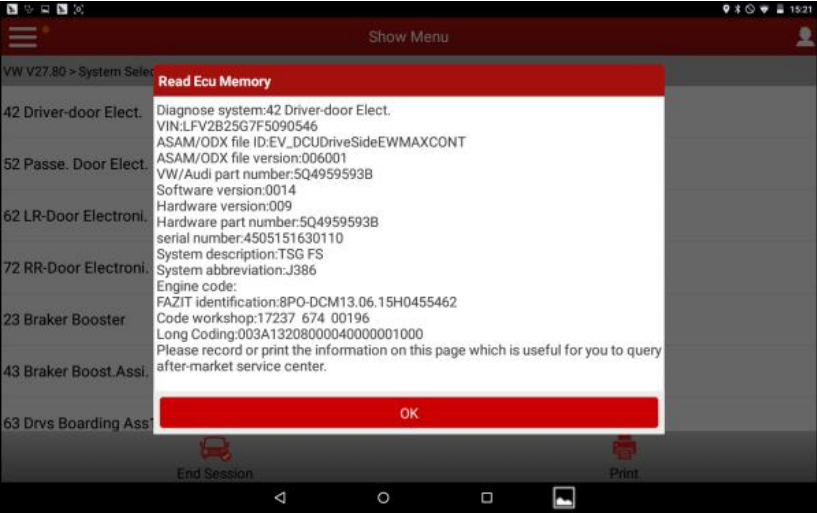 15:21
Show Menu
VW V27.80 > System Selec
Read Ecu Memory
Diagnose system:42 Driver-door Elect.
VIN:LFV2B25G7F5090546
ASAM/ODX file ID:EV_DCUDriveSideEWMAXCONT
ASAM/ODX file version:006001
VW/Audi part number:5Q4959593B
Software version:0014
Hardware version:009
Hardware part number:5Q4959593B
serial number:4505151630110
System description:TSG FS
System abbreviation:J386
Engine code:
FAZIT identification:8PO-DCM13.06.15H0455462
Code workshop:17237  674  00196
Long Coding:003A13208000040000001000
Please record or print the information on this page which is useful for you to query
after-market service center.
OK
42 Driver-door Elect.
52 Passe. Door Elect.
62 LR-Door Electroni.
72 RR-Door Electroni.
23 Braker Booster
43 Braker Boost.Assi.
63 Drvs Boarding Ass
End Session
Print